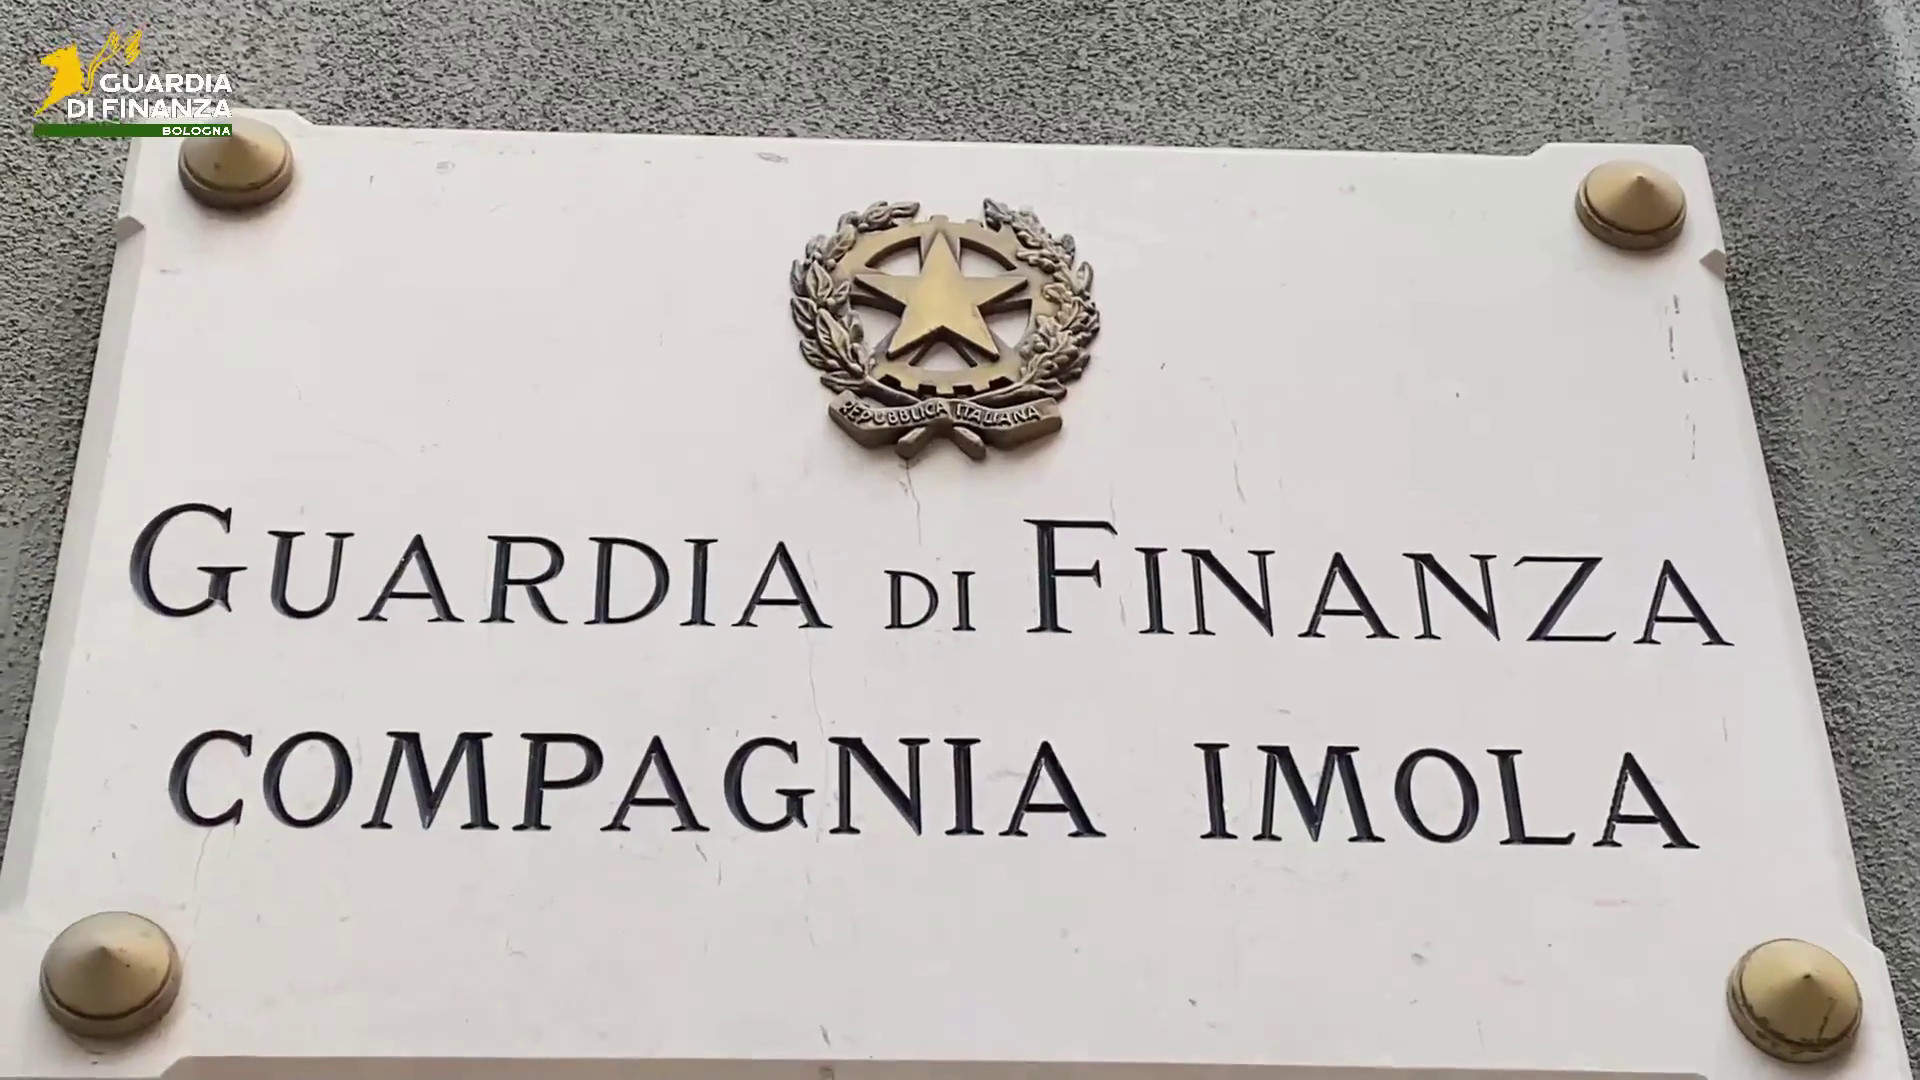 GUARDIA
DI FINANZA
BOLOGNA
REPUBBLICA ITALIANA
GUARDIA DI FINANZA
COMPAGNIA IMOLA